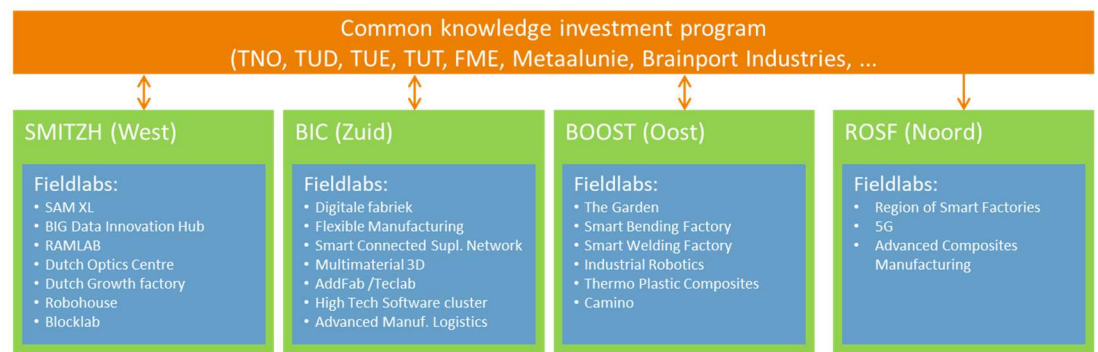 Common knowledge investment program
(TNO, TUD, TUE, TUT, FME, Metaalunie, Brainport Industries, ...
SMITZH (West)
Fieldlabs:
• SAM XL
• BIG Data Innovation Hub
• RAMLAB
• Dutch Optics Centre
• Dutch Growth factory
• Robohouse
• Blocklab
BIC (Zuid)
Fieldlabs:
• Digitale fabriek
• Flexible Manufacturing
• Smart Connected Supl. Network
• Multimaterial 3D
• AddFab /Teclab
• High Tech Software cluster
• Advanced Manuf. Logistics
BOOST (Oost)
Fieldlabs:
• The Garden
• Smart Bending Factory
• Smart Welding Factory
• Industrial Robotics
• Thermo Plastic Composites
• Camino
ROSF (Noord)
Fieldlabs:
• Region of Smart Factories
• 5G
• Advanced Composites
Manufacturing